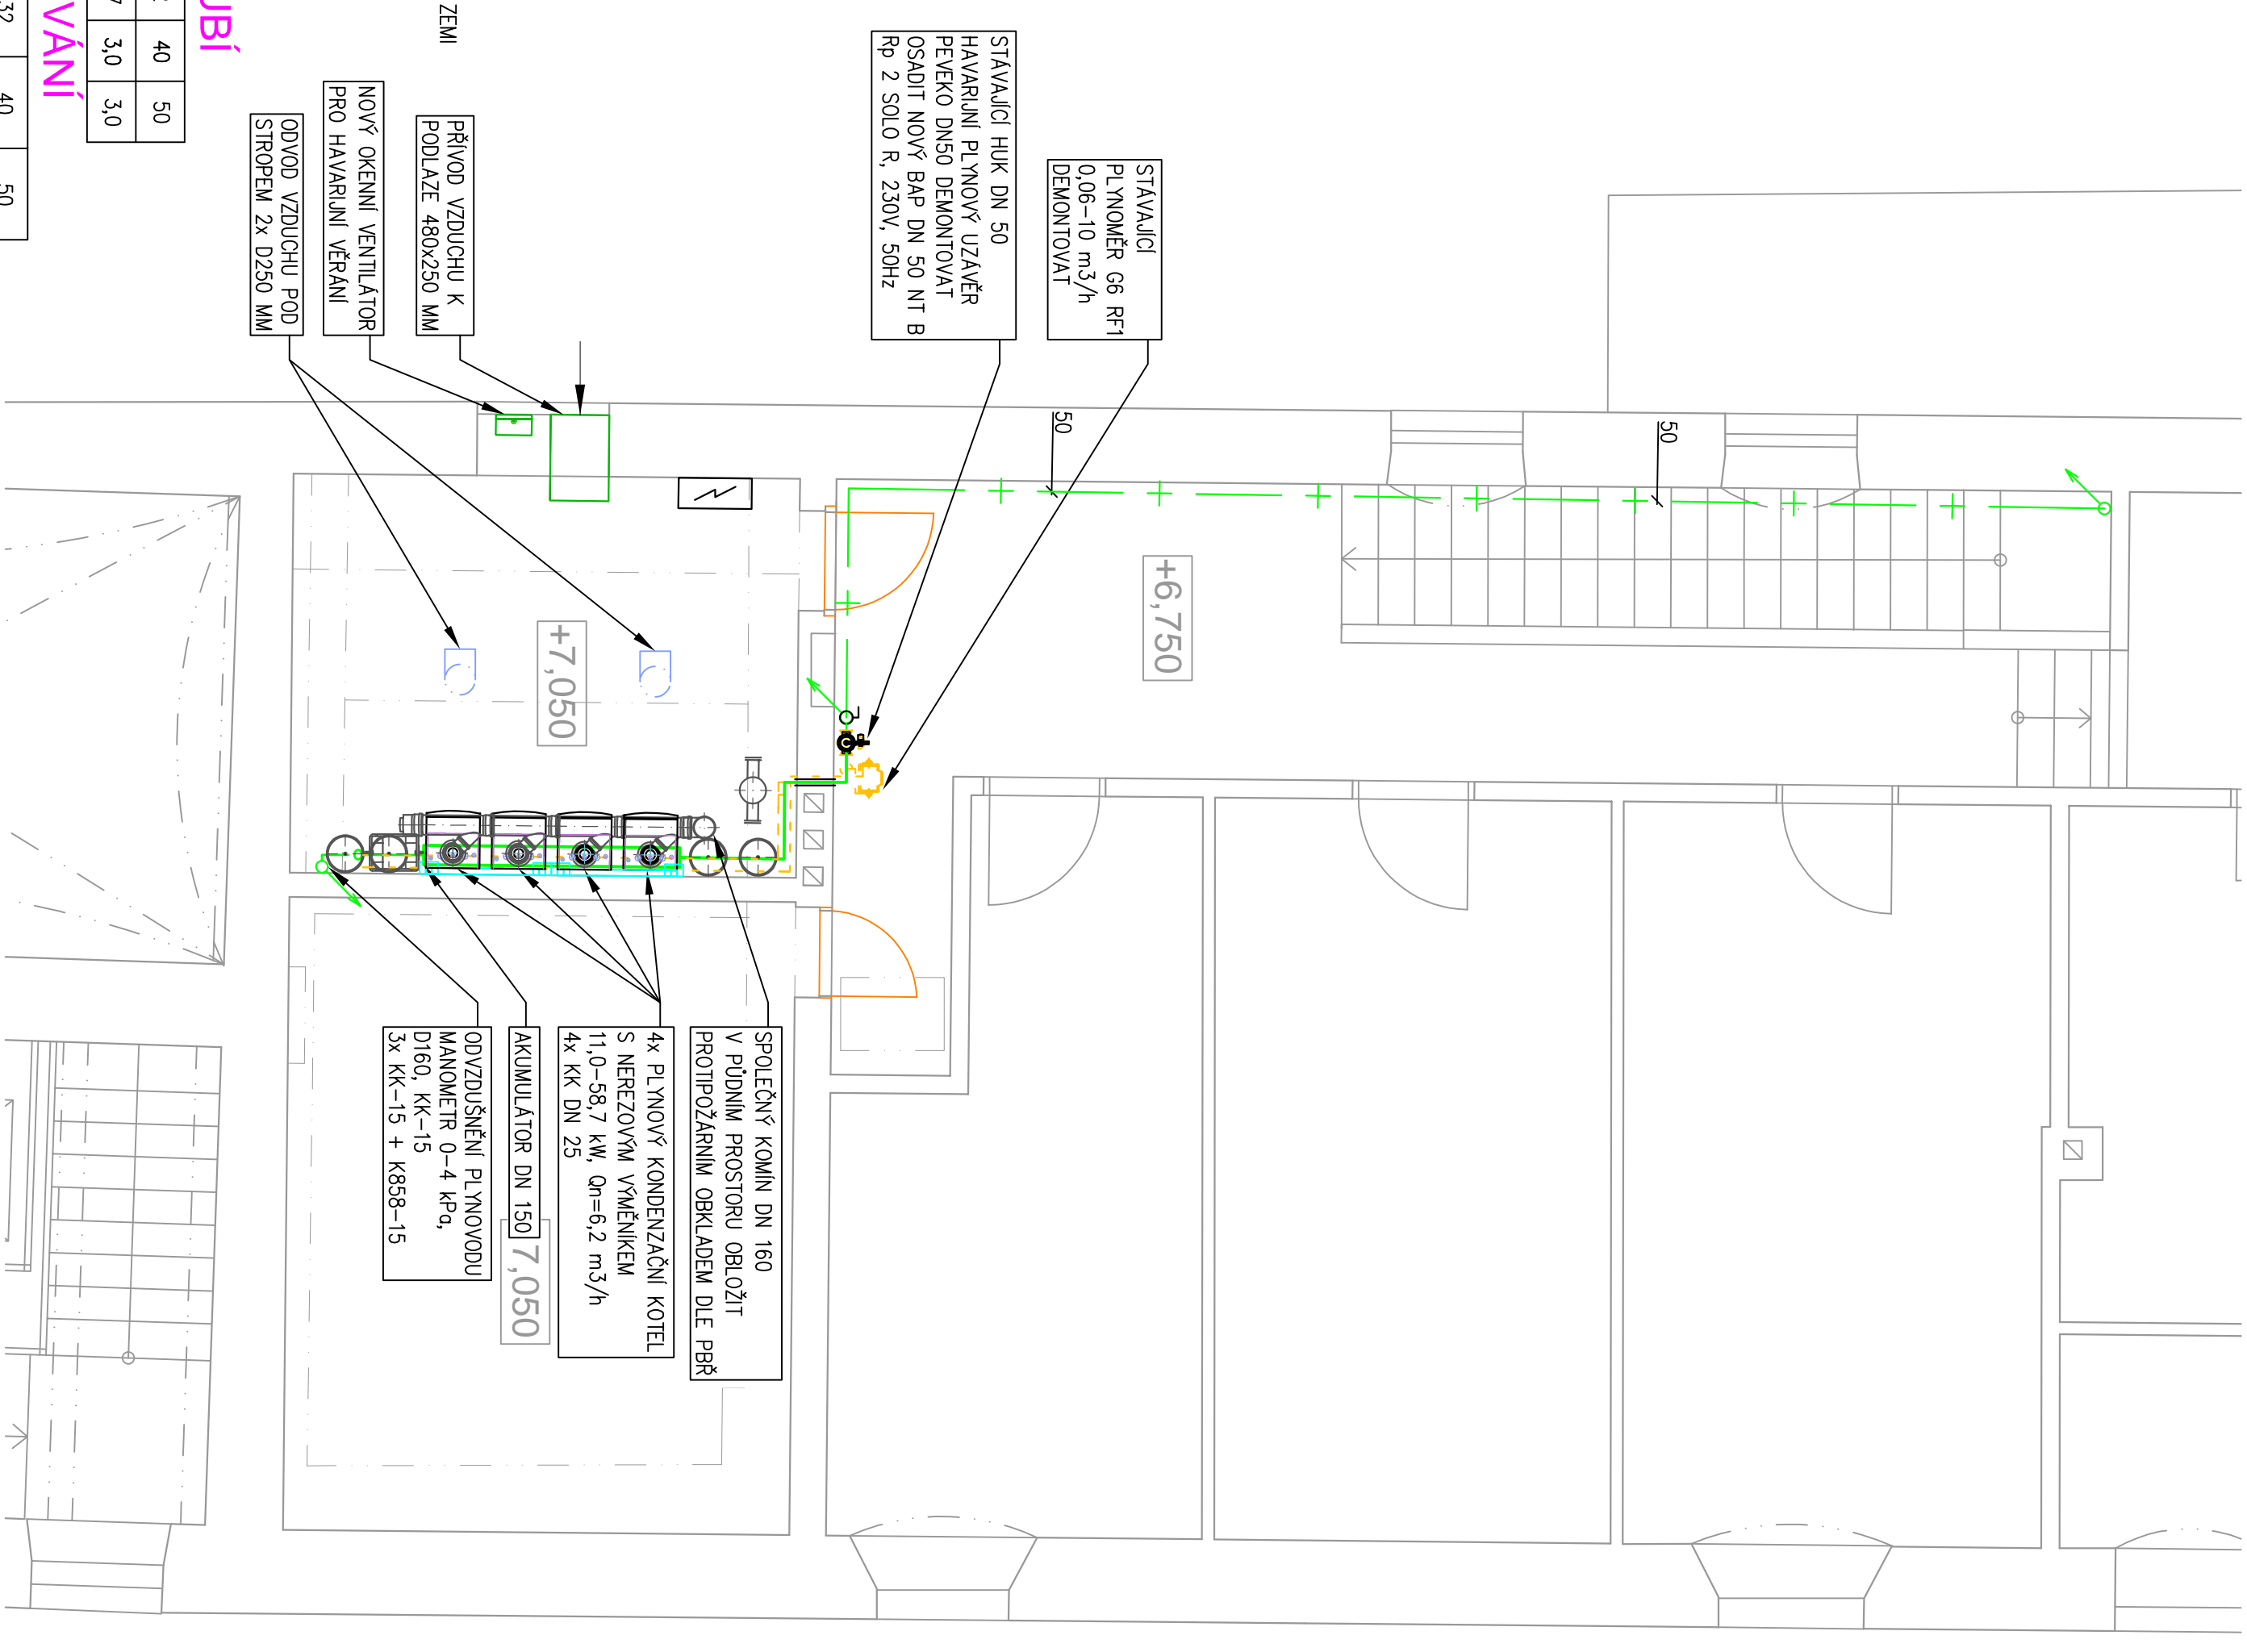 STÁVAJÍCÍ
PLYNOMĚR G6 RF1
0,06-10 m3/h
DEMONTOVAT
STÁVAJÍCÍ HUK DN 50
HAVARIJNÍ PLYNOVÝ UZÁVĚR
PEVEKO DN50 DEMONTOVAT
OSADIT NOVÝ BAP DN 50 NT B
Rp 2 SOLO R, 230V, 50Hz
PŘÍVOD VZDUCHU K
PODLAZE 480x250 MM
NOVÝ OKENNÍ VENTILÁTOR
PRO HAVARIJNÍ VĚRÁNÍ
ODVOD VZDUCHU POD
STROPEM 2x D250 MM
ZEMI
UBÍ
40
50
3,0
3,0
VÁNÍ
32
40
50
50
50
+6,750
+7,050
SPOLEČNÝ KOMÍN DN 160
V PŮDNÍM PROSTORU OBLOŽIT
PROTIPOŽÁRNÍM OBKLADEM DLE PBŘ
4x PLYNOVÝ KONDENZAČNÍ KOTEL
S NEREZOVÝM VÝMĚNÍKEM
11,0-58,7 kW, Qn=6,2 m3/h
4x KK DN 25
AKUMULÁTOR DN 150
7,050
ODVZDUŠNĚNÍ PLYNOVODU
MANOMETR 0-4 kPa,
D160, KK-15
3x KK-15 + K858-15